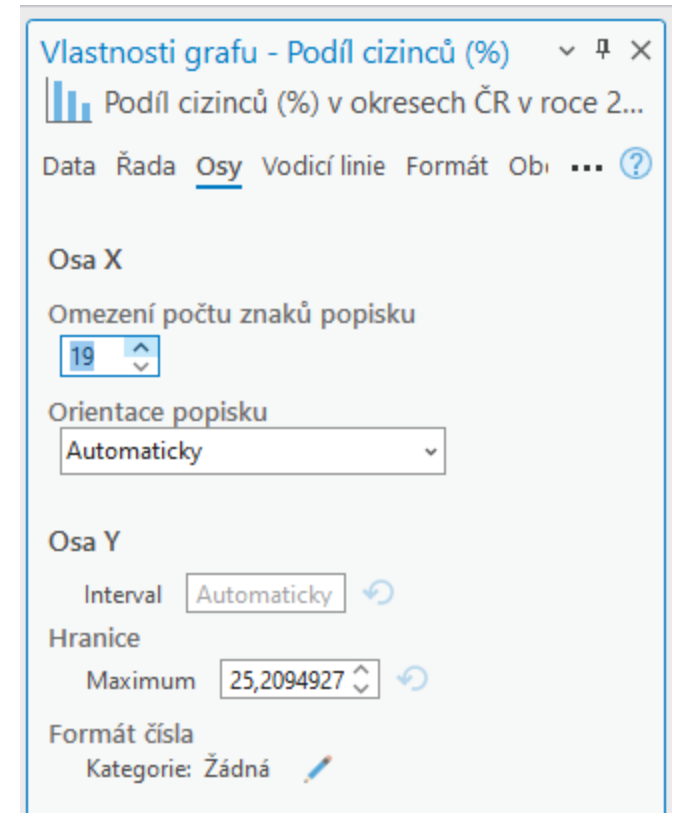 Vlastnosti grafu - Podíl cizinců (%)
Podíl cizinců (%) v okresech ČR v roce 2...
Data Řada Osy Vodicí linie Formát Ob ... ?
Osa X
Omezení počtu znaků popisku
19
Orientace popisku
Automaticky
Osa Y
Interval Automaticky
Hranice
Maximum 25,2094927
Formát čísla
Kategorie: Žádná